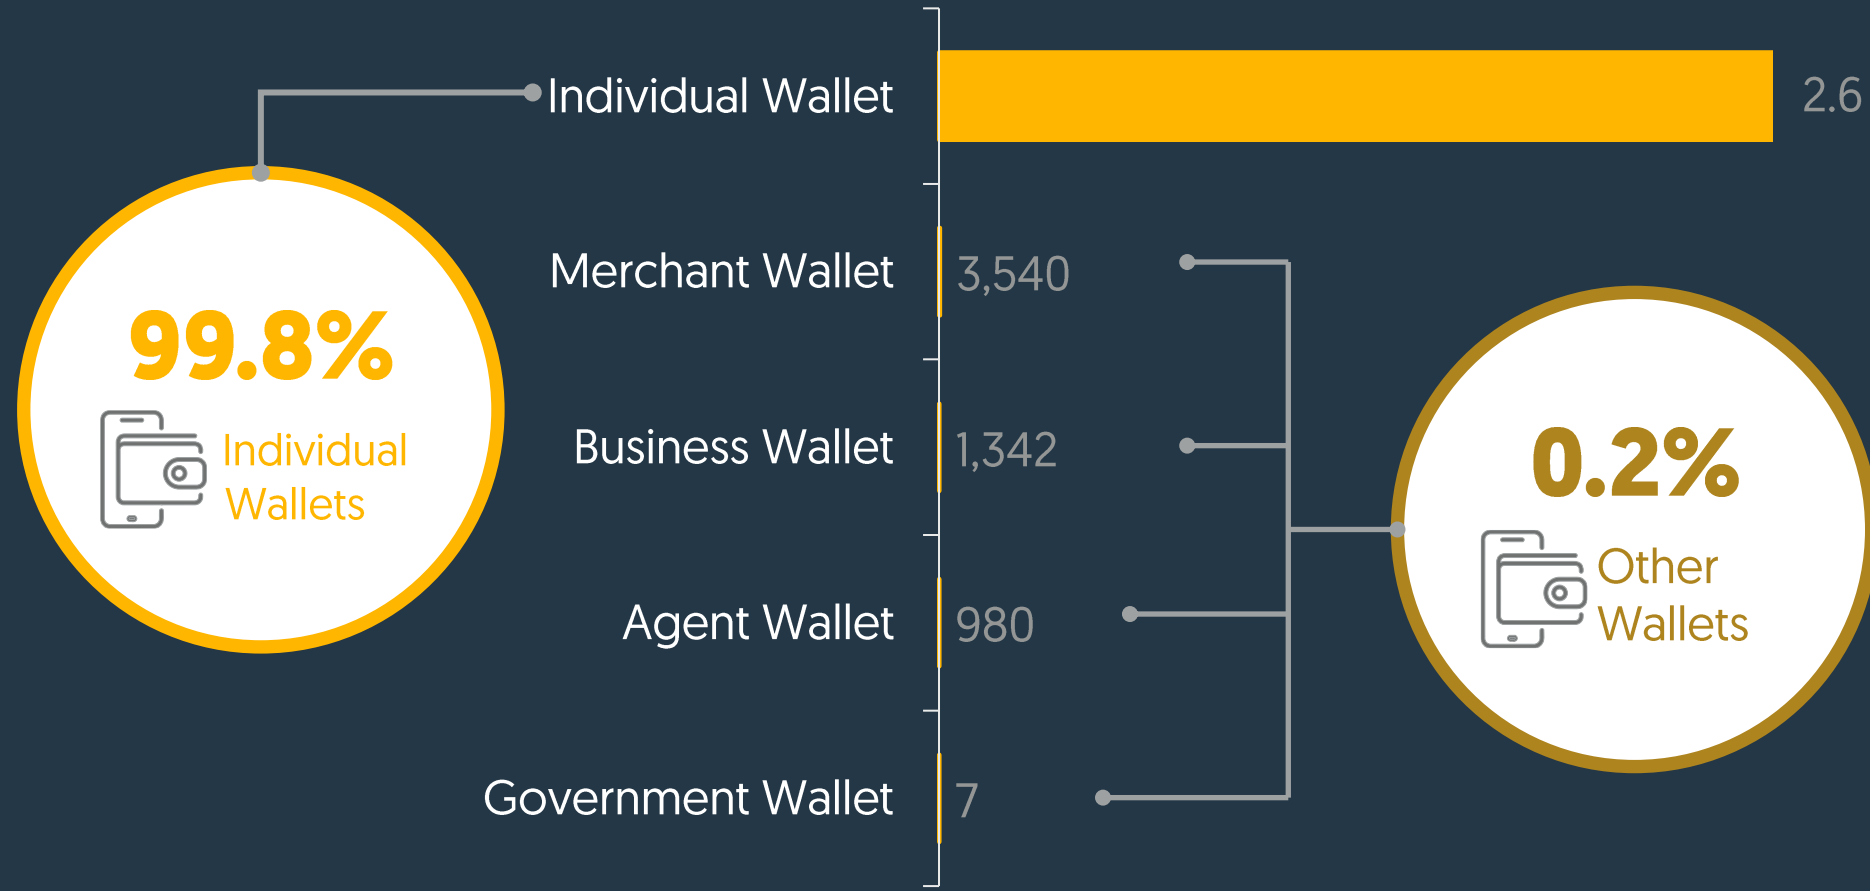 Individual Wallet
2.6
Merchant Wallet
3,540
99.8%
Individual
Wallets
Business Wallet
1,342
0.2%
Other
Wallets
Agent Wallet
980
Government Wallet
7